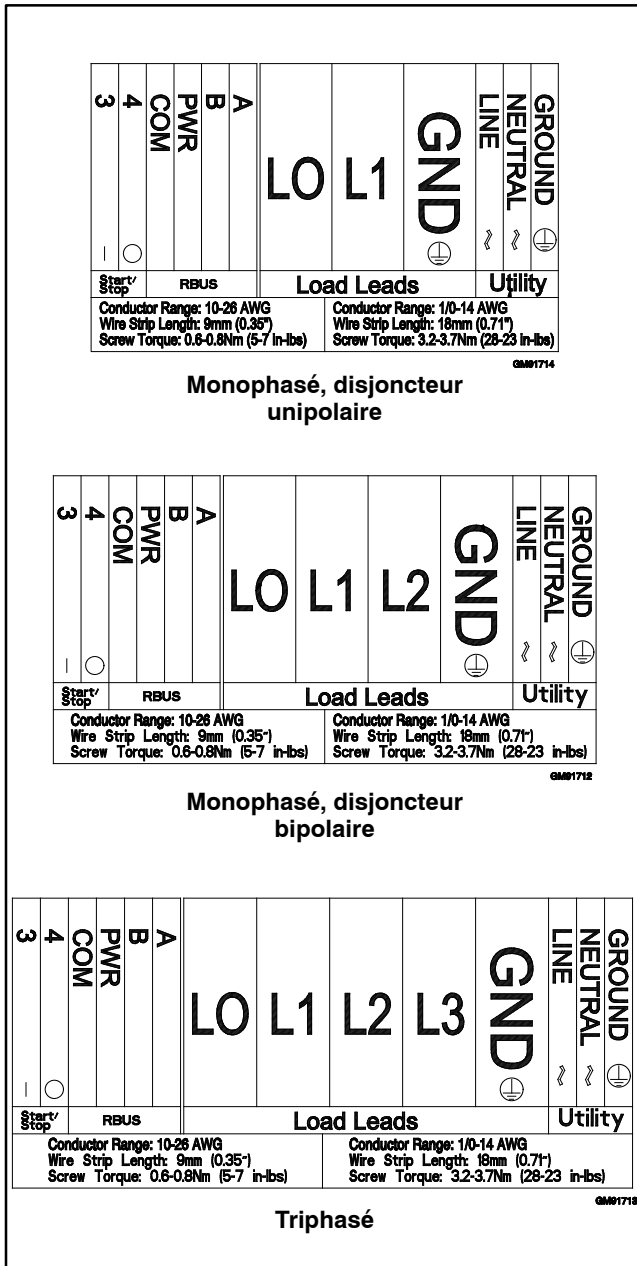 3 4 COM PWR B A LO L1 GND LINE NEUTRAL GROUND
– ○ ~ ~
Start/
Stop RBUS Load Leads Utility
Conductor Range: 10-26 AWG Conductor Range: 1/0-14 AWG
Wire Strip Length: 9mm (0.35") Wire Strip Length: 18mm (0.71")
Screw Torque: 0.6-0.8Nm (5-7 in-lbs) Screw Torque: 3.2-3.7Nm (28-23 in-lbs)
GM91714
Monophasé, disjoncteur
unipolaire
3 4 COM PWR B A LO L1 L2 GND LINE NEUTRAL GROUND
– ○ ~ ~
Start/
Stop RBUS Load Leads Utility
Conductor Range: 10-26 AWG Conductor Range: 1/0-14 AWG
Wire Strip Length: 9mm (0.35") Wire Strip Length: 18mm (0.71")
Screw Torque: 0.6-0.8Nm (5-7 in-lbs) Screw Torque: 3.2-3.7Nm (28-23 in-lbs)
GM91712
Monophasé, disjoncteur
bipolaire
3 4 COM PWR B A LO L1 L2 L3 GND LINE NEUTRAL GROUND
– ○ ~ ~
Start/
Stop RBUS Load Leads Utility
Conductor Range: 10-26 AWG Conductor Range: 1/0-14 AWG
Wire Strip Length: 9mm (0.35") Wire Strip Length: 18mm (0.71")
Screw Torque: 0.6-0.8Nm (5-7 in-lbs) Screw Torque: 3.2-3.7Nm (28-23 in-lbs)
GM91713
Triphasé